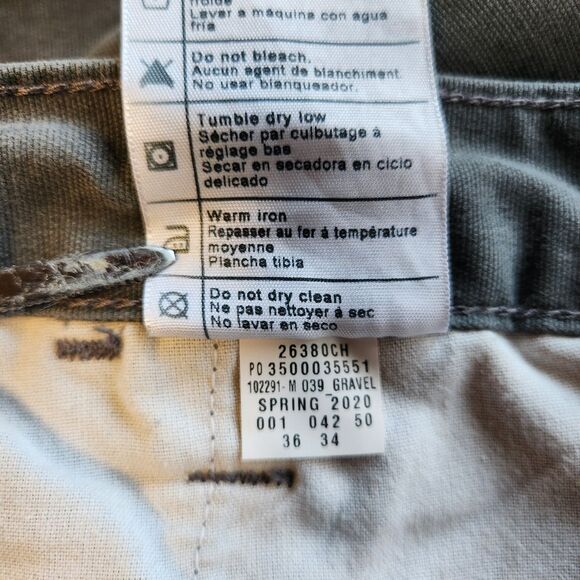 froide
Lavar a máquina con agua
fría
Do not bleach.
Aucun agent de blanchiment.
No usar blanqueador.
Tumble dry low
Sécher par culbutage à
réglage bas
Secar en secadora en ciclo
delicado
Warm iron
Repasser au fer à température
moyenne
Plancha tibia
Do not dry clean
Ne pas nettoyer à sec
No lavar en seco
26380CH
PO 3500035551
102291-M 039_GRAVEL
SPRING 2020
001 042 50
36 34